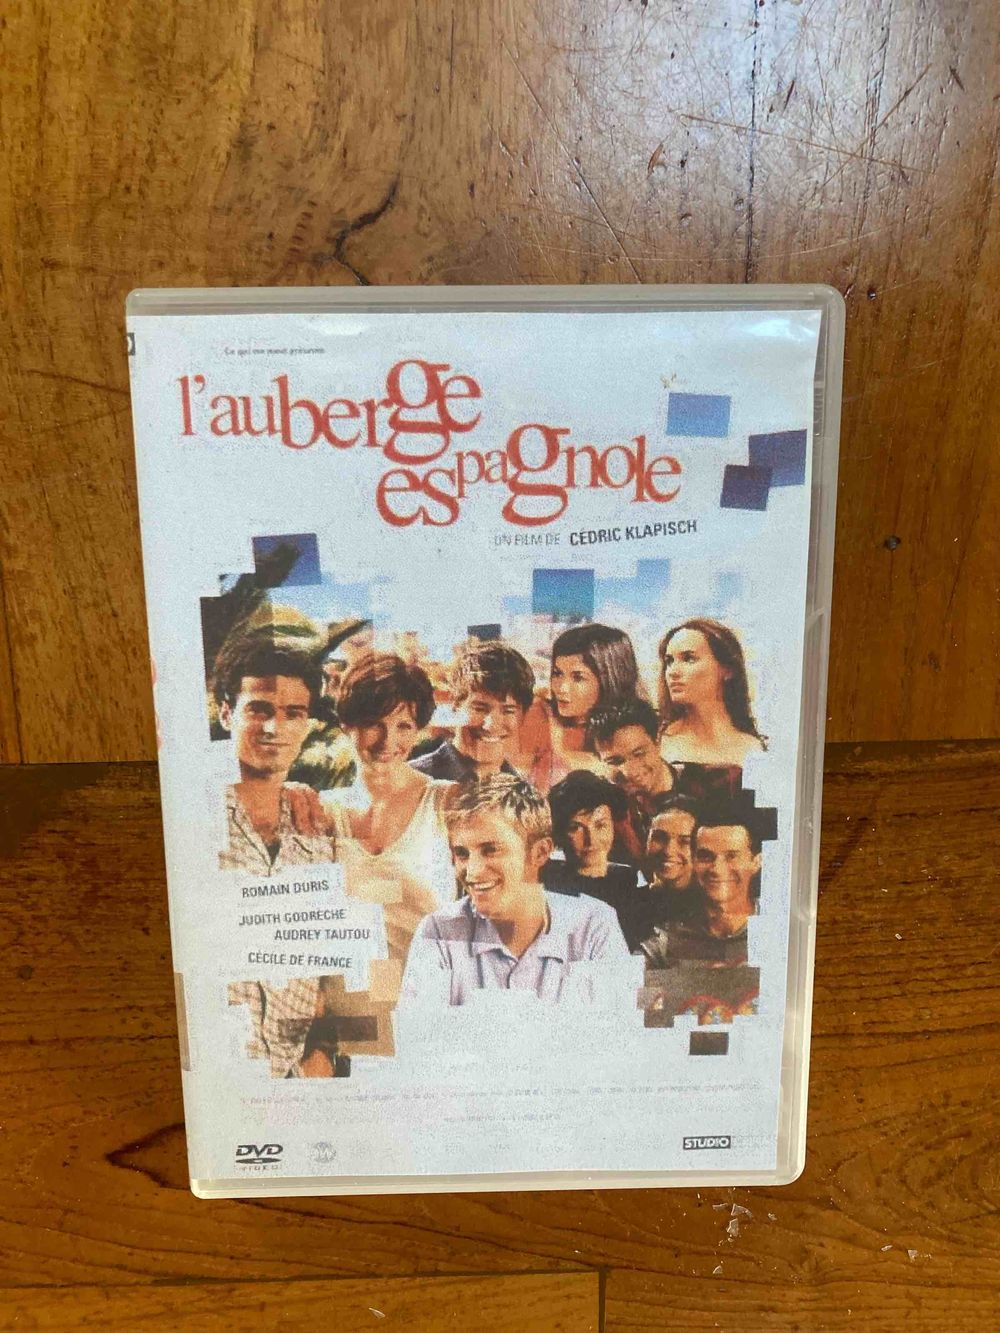 Ce qui me meut présente
l'auberge
espagnole
UN FILM DE CÉDRIC KLAPISCH
ROMAIN DURIS
JUDITH GODRÈCHE
AUDREY TAUTOU
CÉCILE DE FRANCE
DVD
VIDEO
STUDIO